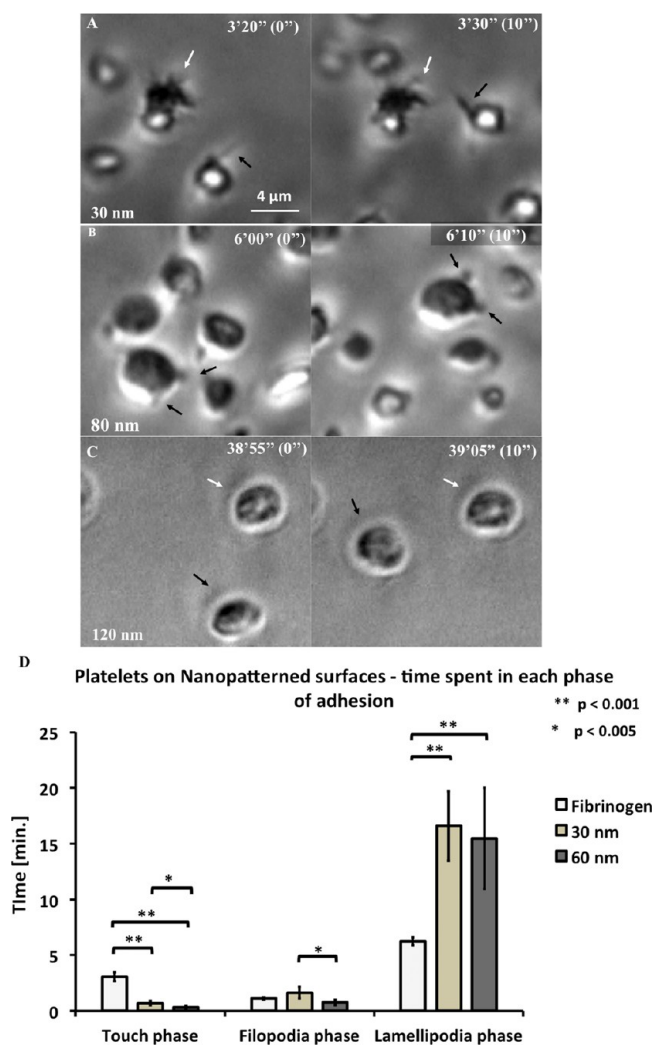 A
3’20’’ (0’’)
3’30’’ (10’’)
4 µm
30 nm
B
6’00’’ (0’’)
6’10’’ (10’’)
80 nm
C
38’55’’ (0’’)
39’05’’ (10’’)
120 nm
D
Platelets on Nanopatterned surfaces - time spent in each phase
of adhesion
** p < 0.001
* p < 0.005
25
20
15
10
5
0
TIme [min.]
** 
**
*
**
**
*
Fibrinogen
30 nm
60 nm
Touch phase
Filopodia phase
Lamellipodia phase